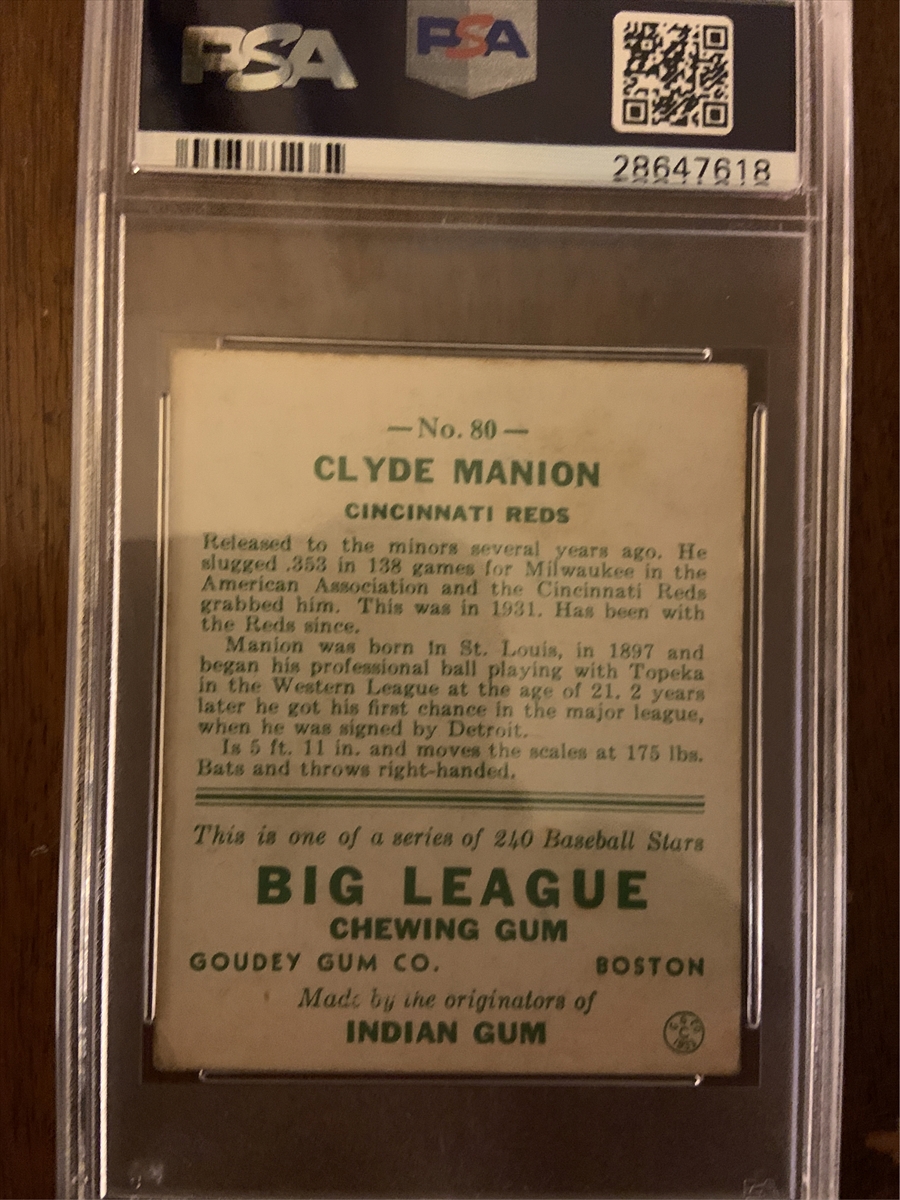 PSA
PSA
28647618
—No. 80—
CLYDE MANION
CINCINNATI REDS
Released to the minors several years ago. He
slugged .353 in 138 games for Milwaukee in the
American Association and the Cincinnati Reds
grabbed him. This was in 1931. Has been with
the Reds since.
Manion was born in St. Louis, in 1897 and
began his professional ball playing with Topeka
in the Western League at the age of 21. 2 years
later he got his first chance in the major league,
when he was signed by Detroit.
Is 5 ft. 11 in. and moves the scales at 175 lbs.
Bats and throws right-handed.
This is one of a series of 240 Baseball Stars
BIG LEAGUE
CHEWING GUM
GOUDEY GUM CO. BOSTON
Made by the originators of
INDIAN GUM